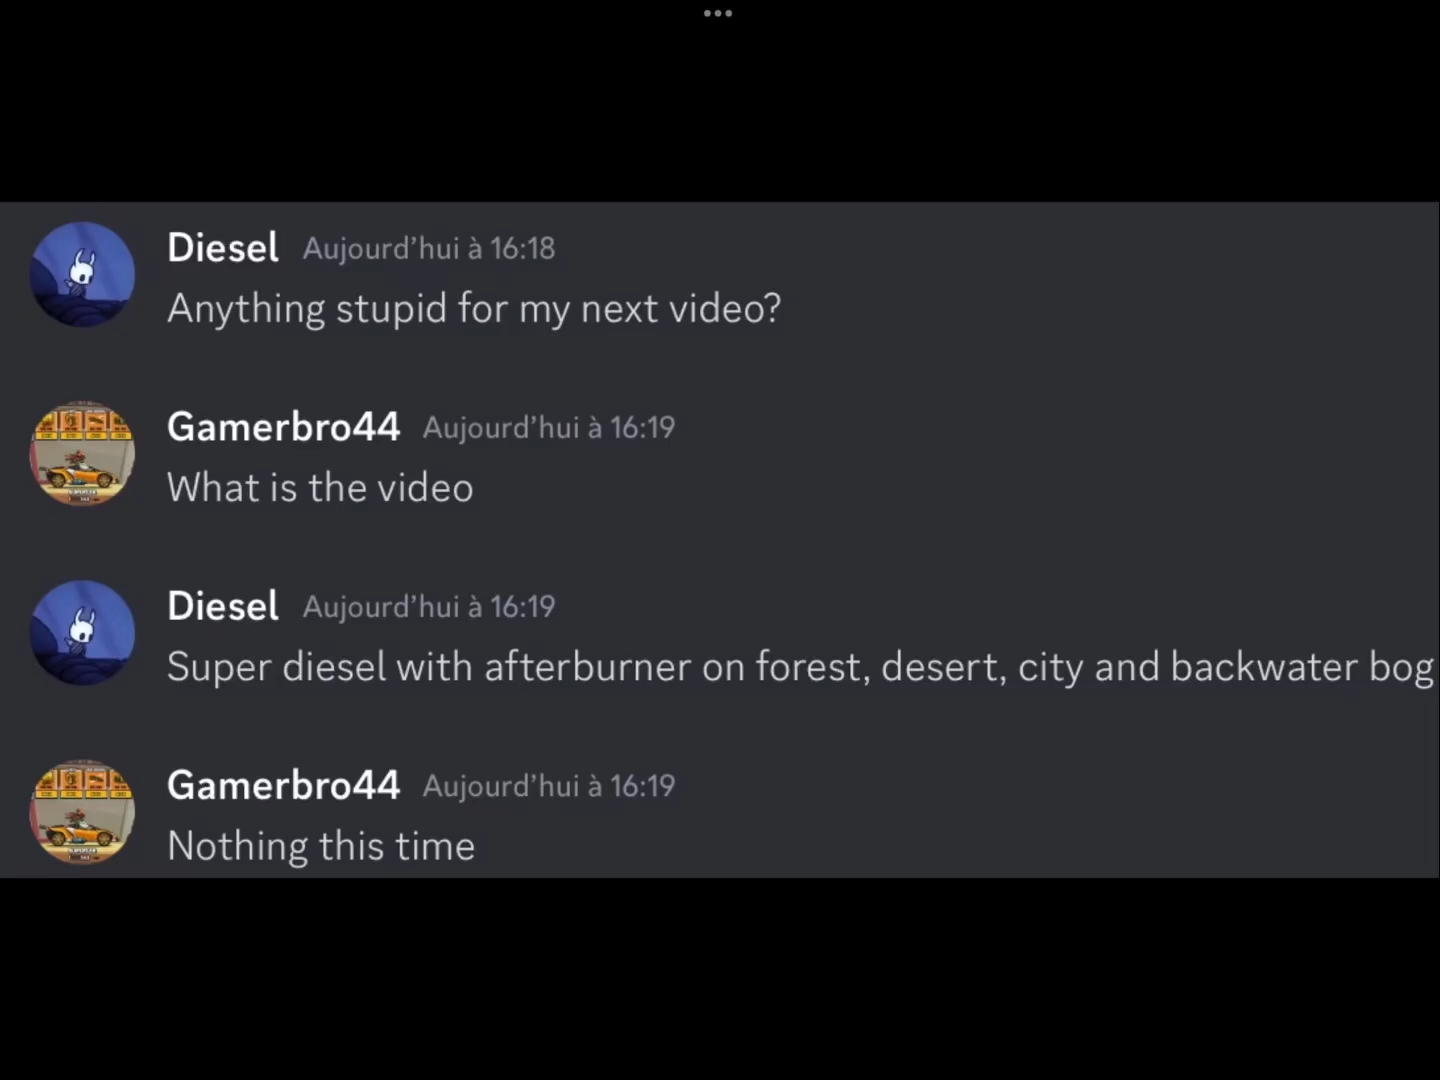 Diesel Aujourd’hui à 16:18
Anything stupid for my next video?
Gamerbro44 Aujourd’hui à 16:19
What is the video
Diesel Aujourd’hui à 16:19
Super diesel with afterburner on forest, desert, city and backwater bog
Gamerbro44 Aujourd’hui à 16:19
Nothing this time